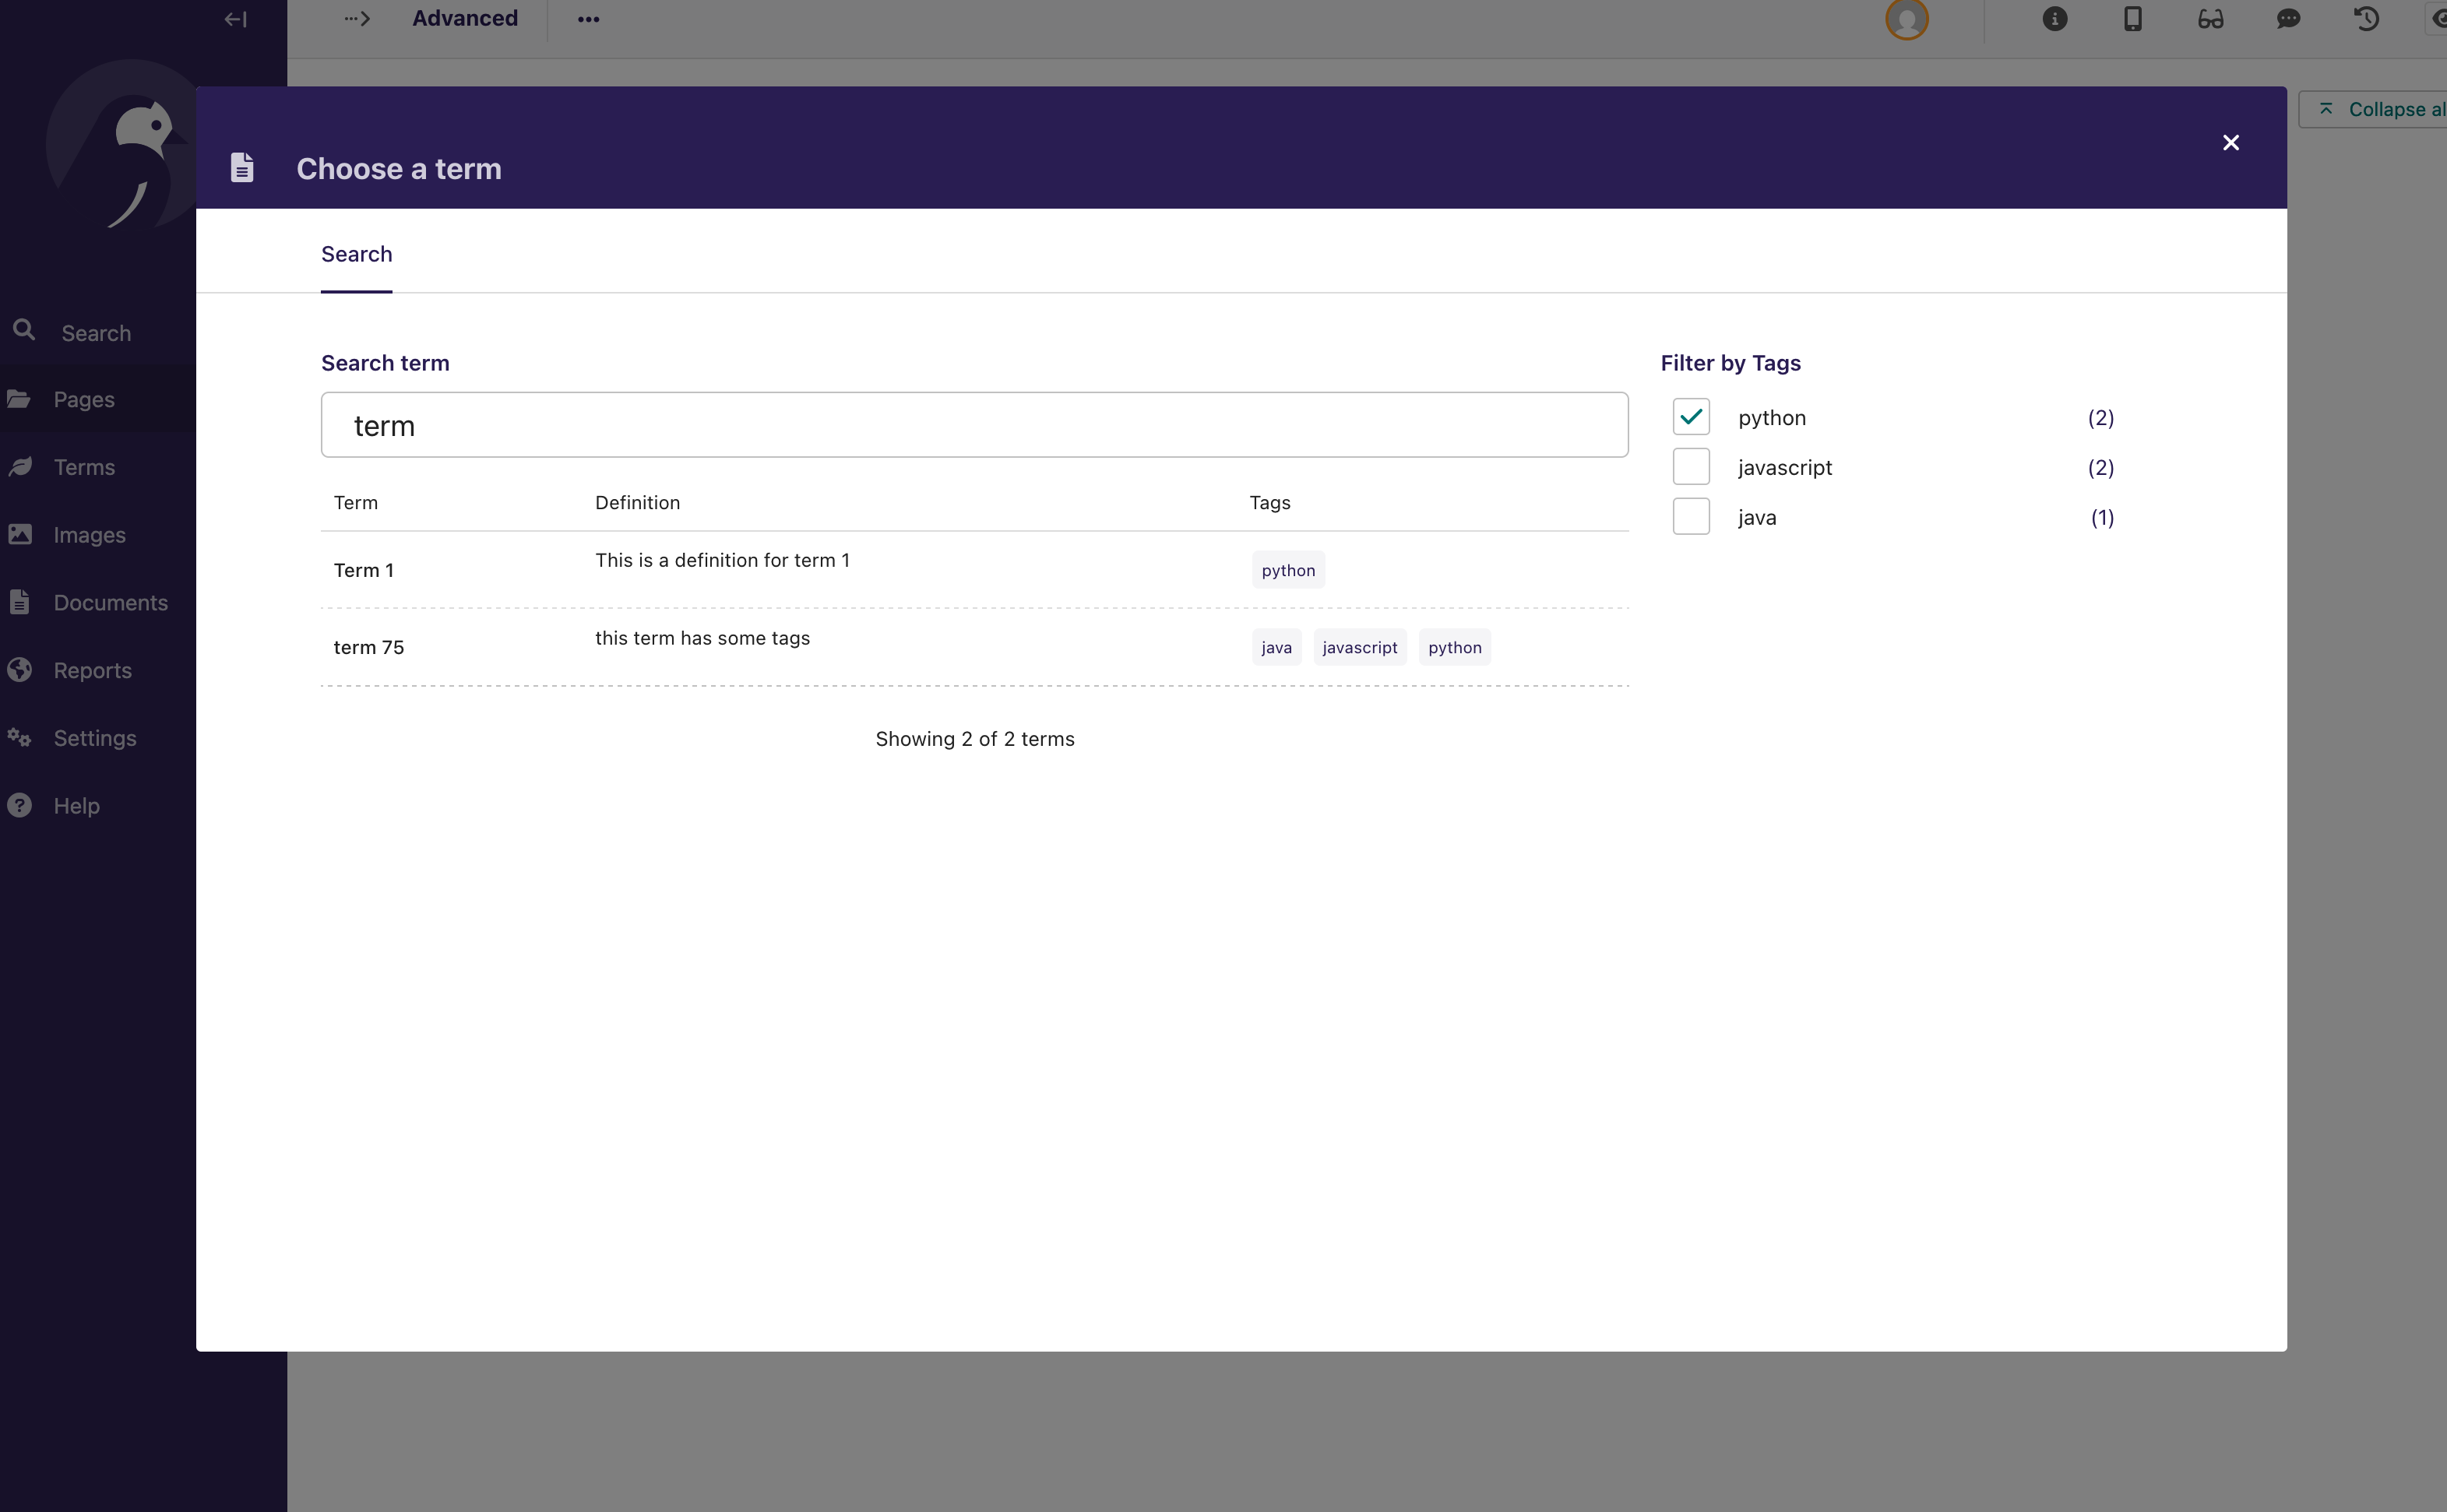 Advanced
Collapse al
Choose a term
Search
Search
Pages
Terms
Images
Documents
Reports
Settings
Help
Search term
term
Term Definition Tags
Term 1 This is a definition for term 1 python
term 75 this term has some tags java javascript python
Showing 2 of 2 terms
Filter by Tags
python (2)
javascript (2)
java (1)